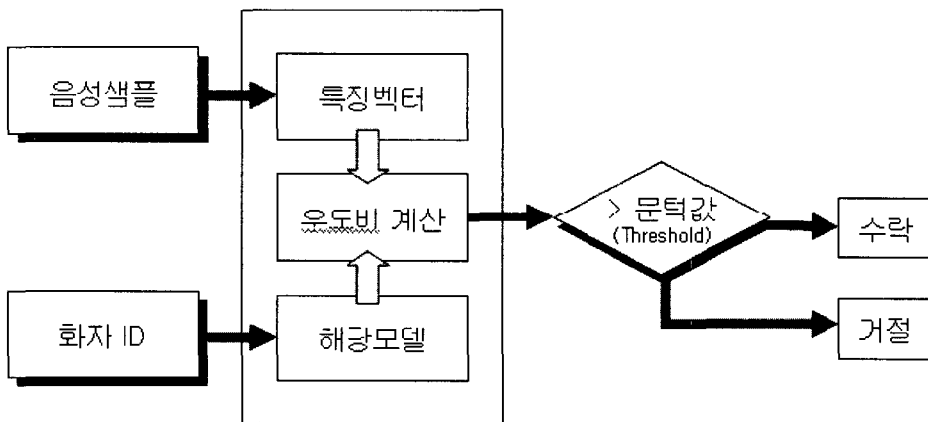 음성샘플
특징벡터
우도비 계산
> 문턱값
(Threshold)
수락
화자 ID
해당모델
거절